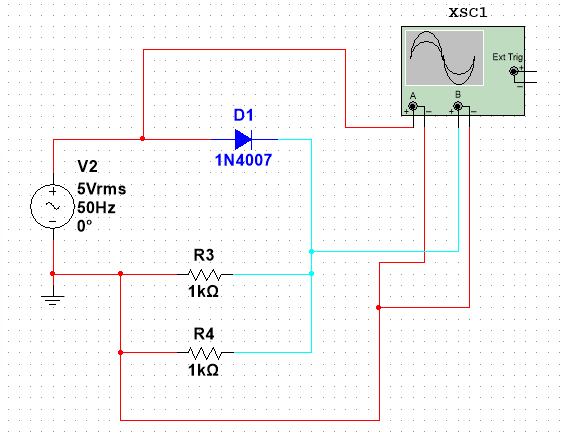 XSC1
Ext Trig
+
−
A
B
+ − + −
D1
1N4007
V2
5Vrms
50Hz
0°
R3
1kΩ
R4
1kΩ